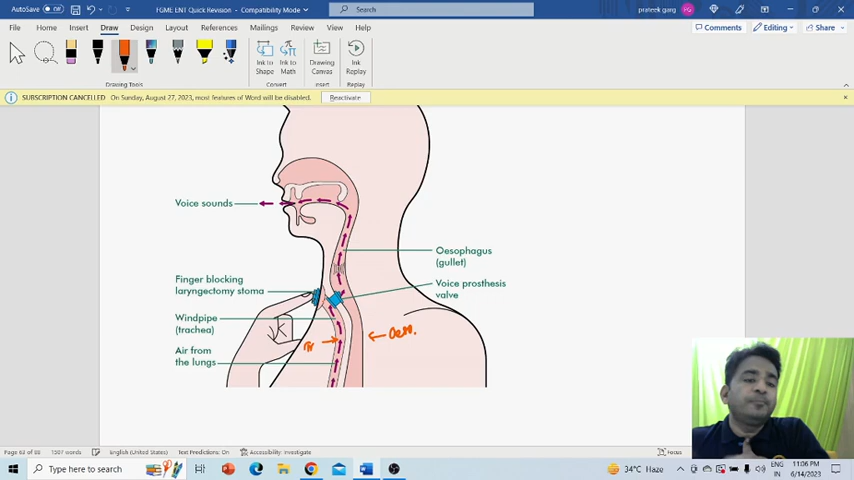 AutoSave Off
FGME ENT Quick Revision - Compatibility Mode
Search
prateek garg
PG
File Home Insert Draw Design Layout References Mailings Review View Help
Comments Editing Share
Ink to Shape
Ink to Math
Drawing Canvas
Ink Replay
Drawing Tools Convert Insert Replay
SUBSCRIPTION CANCELLED On Sunday, August 27, 2023, most features of Word will be disabled. Reactivate
Voice sounds
Oesophagus
(gullet)
Finger blocking
laryngectomy stoma
Voice prosthesis
valve
Windpipe
(trachea)
Tr
Oeso.
Air from
the lungs
English (United States) Text Predictions: On Accessibility: Investigate Focus
Type here to search
34°C Haze
ENG
IN
11:06 PM
6/14/2023